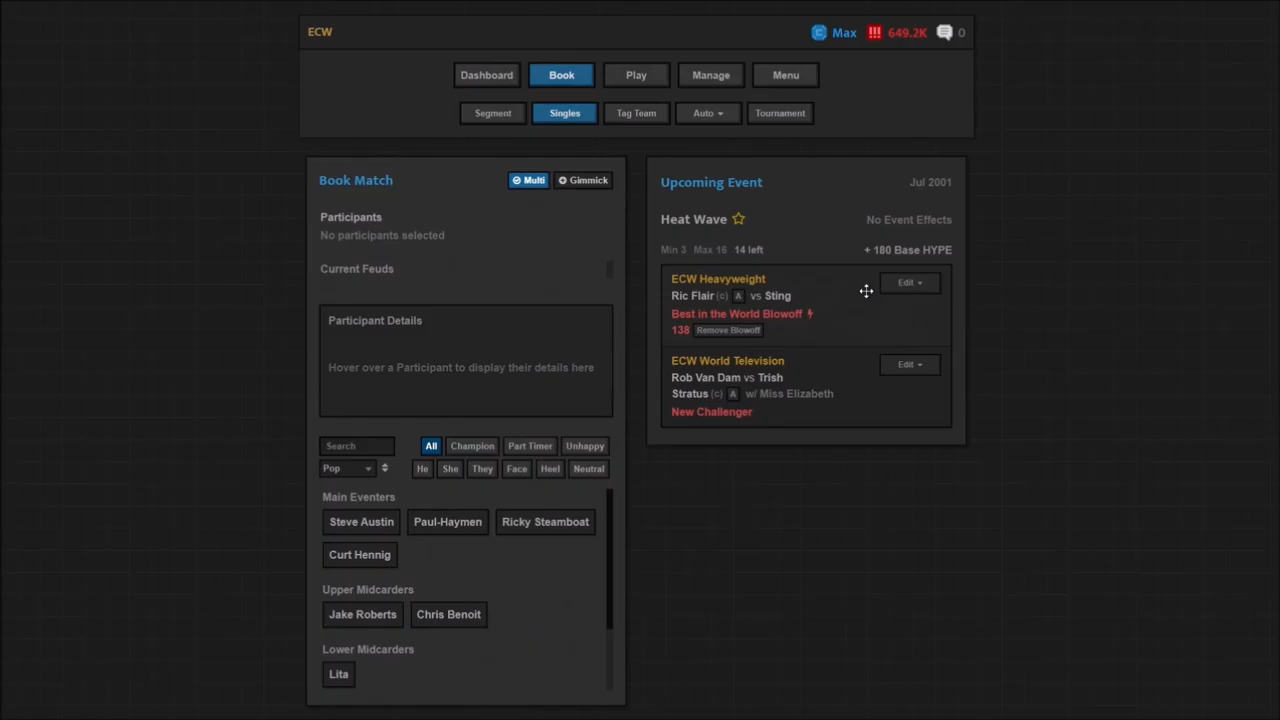 ECW
Max
649.2K
0
Dashboard
Book
Play
Manage
Menu
Segment
Singles
Tag Team
Auto
Tournament
Book Match
Multi
Gimmick
Participants
No participants selected
Current Feuds
Participant Details
Hover over a Participant to display their details here
Search
All
Champion
Part Timer
Unhappy
Pop
He
She
They
Face
Heel
Neutral
Main Eventers
Steve Austin
Paul-Haymen
Ricky Steamboat
Curt Hennig
Upper Midcarders
Jake Roberts
Chris Benoit
Lower Midcarders
Lita
Upcoming Event
Jul 2001
Heat Wave
No Event Effects
Min 3 Max 16 14 left
+ 180 Base HYPE
ECW Heavyweight
Edit
Ric Flair (c) A vs Sting
Best in the World Blowoff
138 Remove Blowoff
ECW World Television
Edit
Rob Van Dam vs Trish
Stratus (c) A w/ Miss Elizabeth
New Challenger